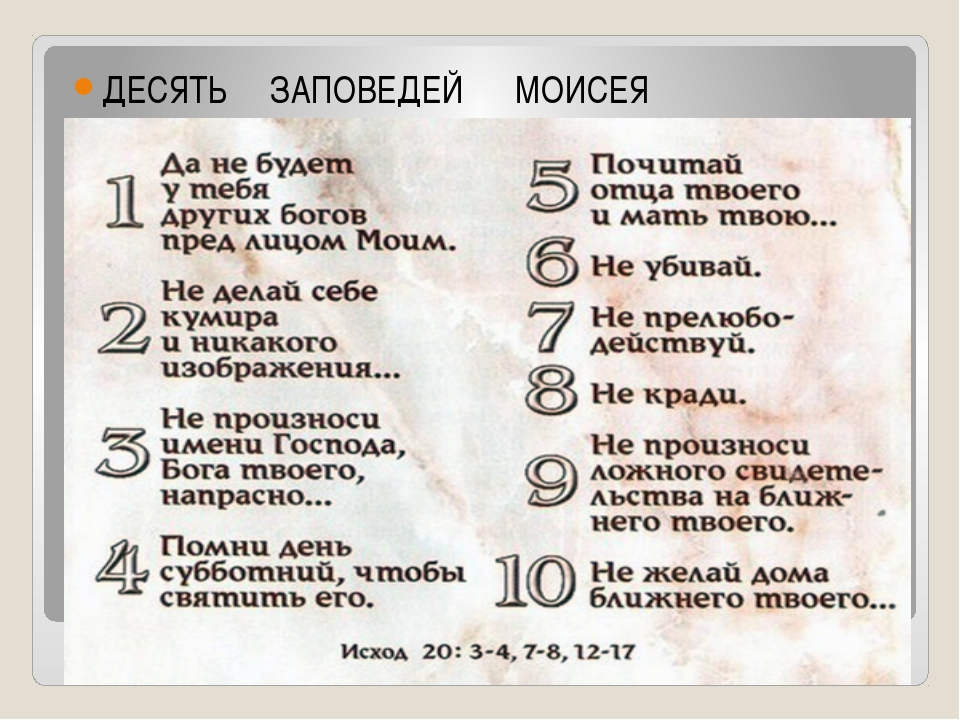 ДЕСЯТЬ ЗАПОВЕДЕЙ МОИСЕЯ
1 Да не будет
у тебя
других богов
пред лицом Моим.
2 Не делай себе
кумира
и никакого
изображения...
3 Не произноси
имени Господа,
Бога твоего,
напрасно...
4 Помни день
субботний, чтобы
святить его.
5 Почитай
отца твоего
и мать твою...
6 Не убивай.
7 Не прелюбо-
действуй.
8 Не кради.
9 Не произноси
ложного свидете-
льства на ближ-
него твоего.
10 Не желай дома
ближнего твоего...
Исход 20: 3-4, 7-8, 12-17